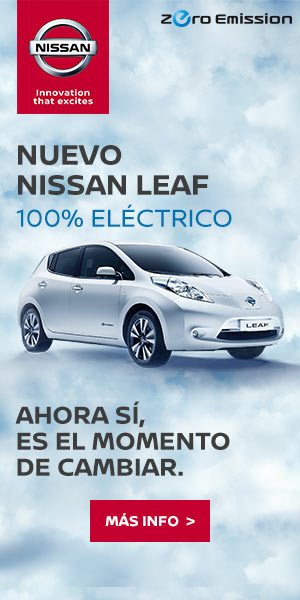 Zero Emission
NISSAN
Innovation
that excites
NUEVO
NISSAN LEAF
100% ELÉCTRICO
LEAF
AHORA SÍ,
ES EL MOMENTO
DE CAMBIAR.
MÁS INFO >